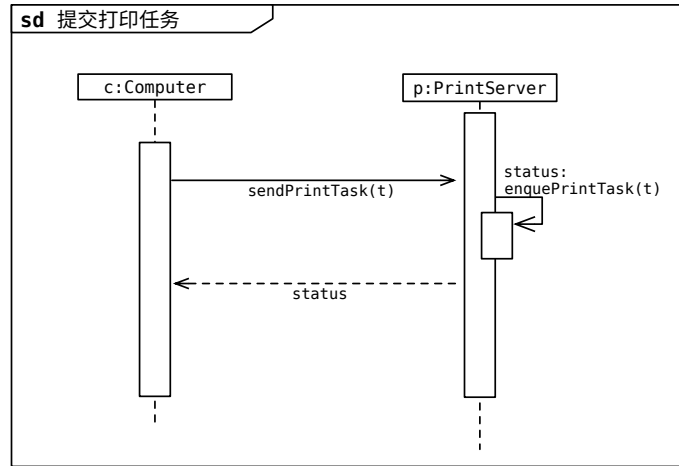 sd 提交打印任务
c:Computer
p:PrintServer
status:
enquePrintTask(t)
sendPrintTask(t)
status